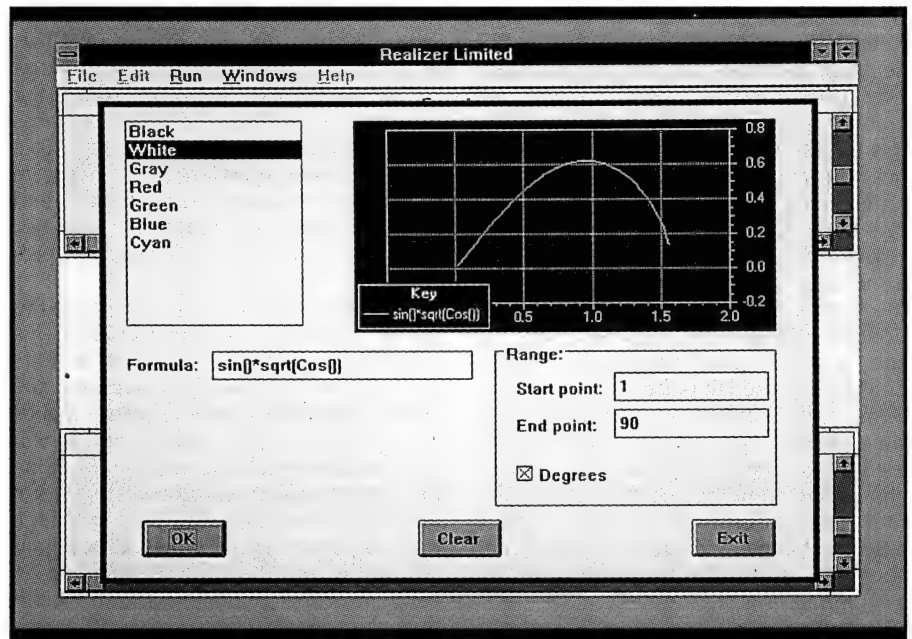 Realizer Limited
File Edit Run Windows Help
Black
White
Gray
Red
Green
Blue
Cyan
0.8
0.6
0.4
0.2
0.0
-0.2
Key
sin()*sqrt(Cos())
0.5 1.0 1.5 2.0
Formula: sin()*sqrt(Cos())
Range:
Start point: 1
End point: 90
Degrees
OK Clear Exit